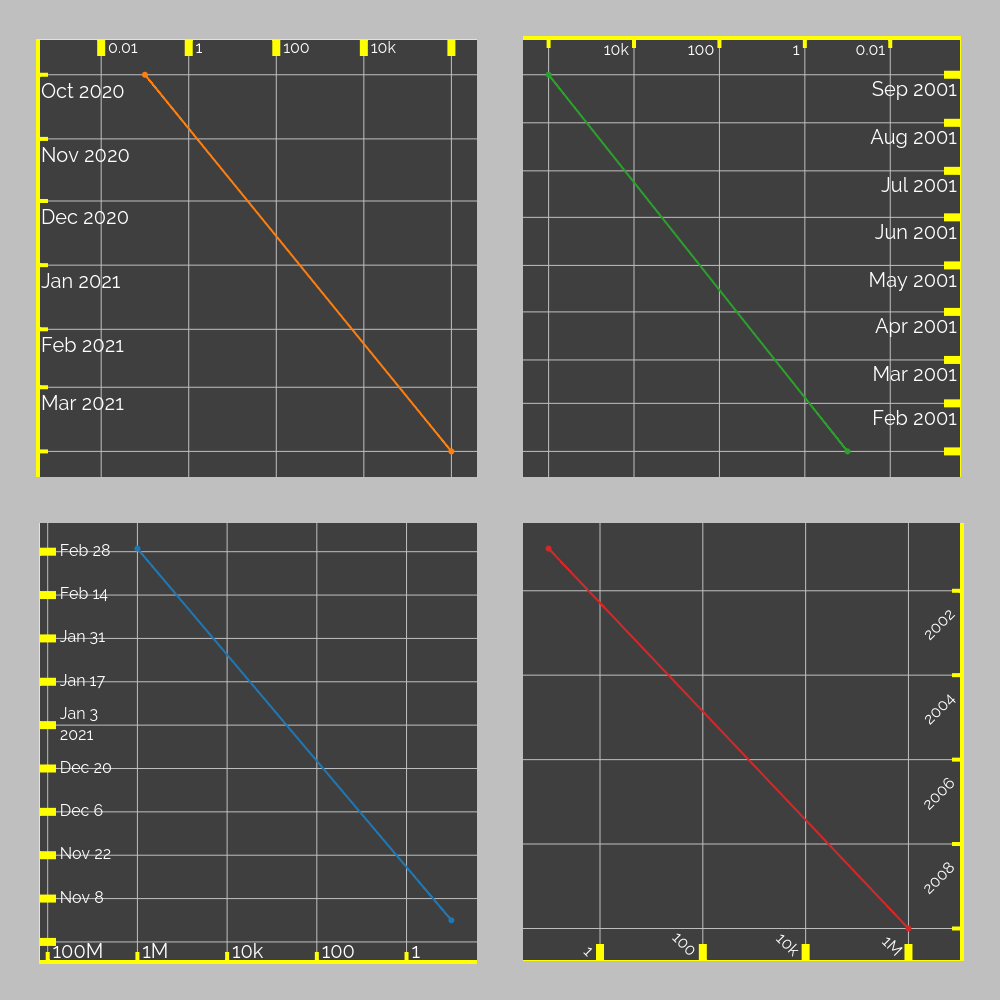 0.01
1
100
10k
Oct 2020
Nov 2020
Dec 2020
Jan 2021
Feb 2021
Mar 2021
10k
100
1
0.01
Sep 2001
Aug 2001
Jul 2001
Jun 2001
May 2001
Apr 2001
Mar 2001
Feb 2001
Feb 28
Feb 14
Jan 31
Jan 17
Jan 3
2021
Dec 20
Dec 6
Nov 22
Nov 8
100M
1M
10k
100
1
2002
2004
2006
2008
1
100
10k
1M